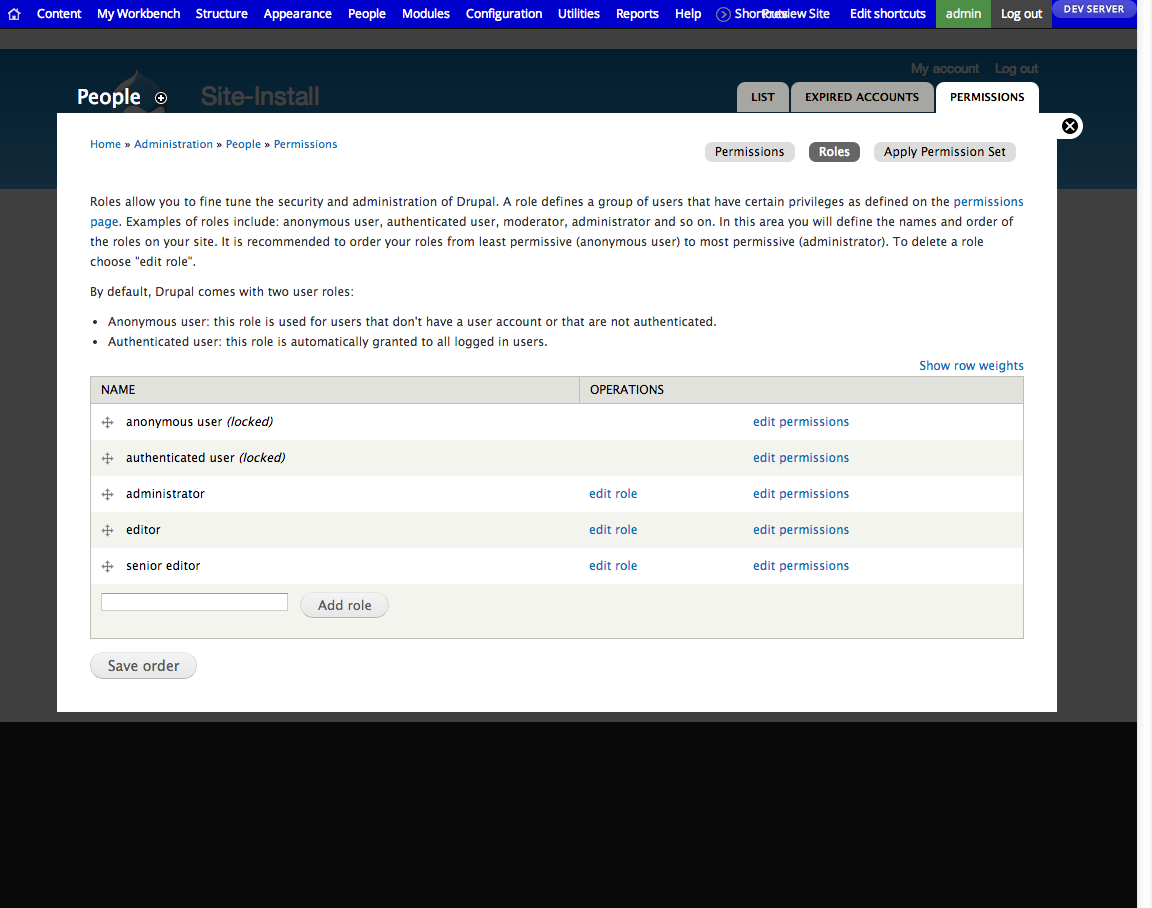 Content My Workbench Structure Appearance People Modules Configuration Utilities Reports Help Shortcuts Preview Site Edit shortcuts admin Log out DEV SERVER
My account Log out
People Site-Install LIST EXPIRED ACCOUNTS PERMISSIONS
Home » Administration » People » Permissions
Permissions Roles Apply Permission Set
Roles allow you to fine tune the security and administration of Drupal. A role defines a group of users that have certain privileges as defined on the permissions
page. Examples of roles include: anonymous user, authenticated user, moderator, administrator and so on. In this area you will define the names and order of
the roles on your site. It is recommended to order your roles from least permissive (anonymous user) to most permissive (administrator). To delete a role
choose "edit role".
By default, Drupal comes with two user roles:
• Anonymous user: this role is used for users that don't have a user account or that are not authenticated.
• Authenticated user: this role is automatically granted to all logged in users.
Show row weights
NAME OPERATIONS
anonymous user (locked) edit permissions
authenticated user (locked) edit permissions
administrator edit role edit permissions
editor edit role edit permissions
senior editor edit role edit permissions
Add role
Save order